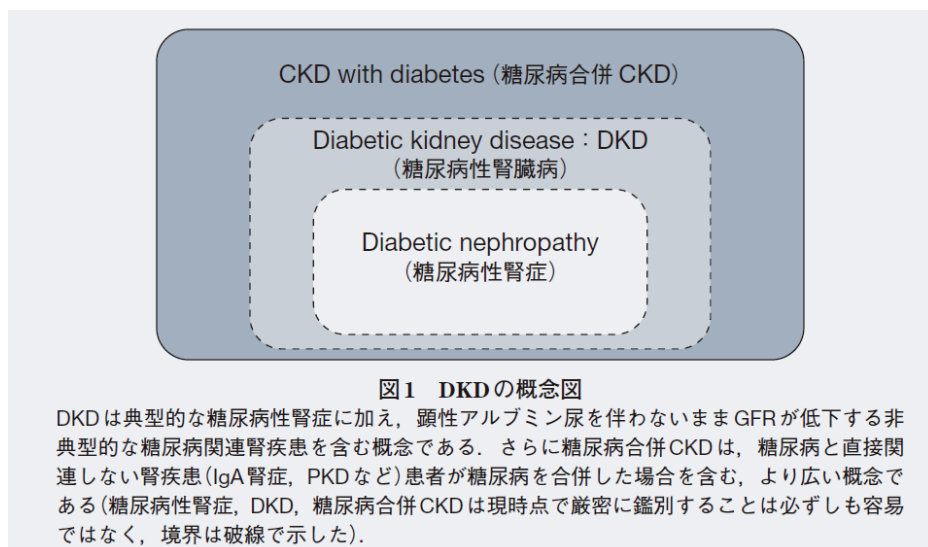 CKD with diabetes（糖尿病合併 CKD）
Diabetic kidney disease：DKD
（糖尿病性腎臓病）
Diabetic nephropathy
（糖尿病性腎症）
図1　DKDの概念図
DKDは典型的な糖尿病性腎症に加え，顕性アルブミン尿を伴わないままGFRが低下する非
典型的な糖尿病関連腎疾患を含む概念である．さらに糖尿病合併CKDは，糖尿病と直接関
連しない腎疾患(IgA腎症，PKDなど)患者が糖尿病を合併した場合を含む，より広い概念で
ある(糖尿病性腎症，DKD，糖尿病合併CKDは現時点で厳密に鑑別することは必ずしも容易
ではなく，境界は破線で示した)．